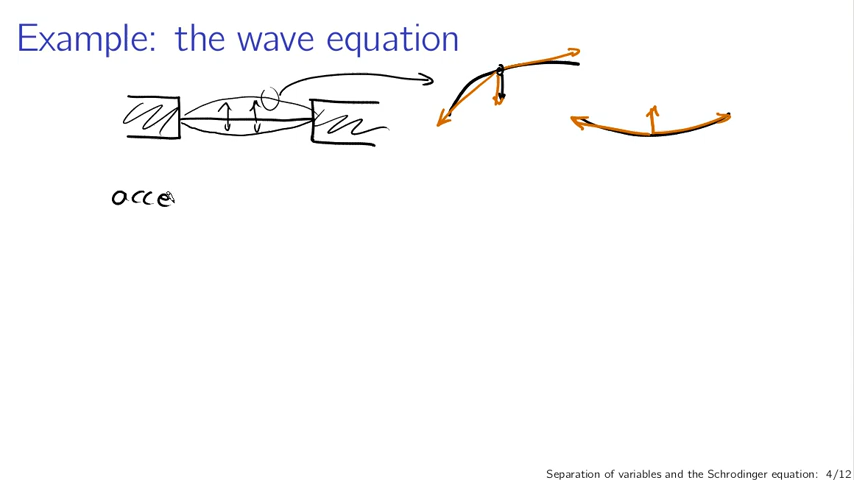 Example: the wave equation
acce
Separation of variables and the Schrodinger equation: 4/12